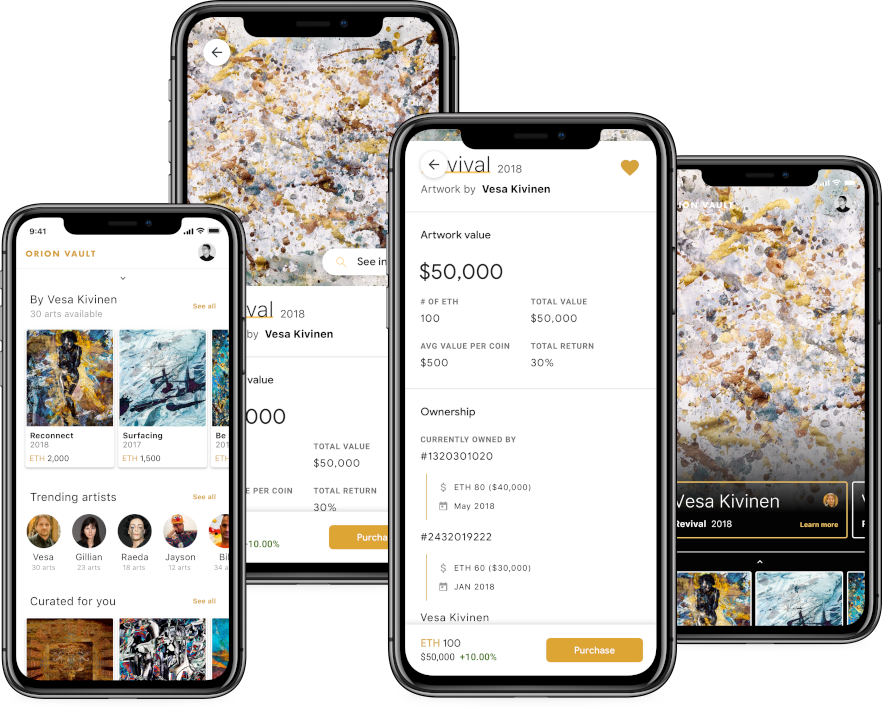 9:41
ORION VAULT
By Vesa Kivinen
See all
30 arts available
Reconnect
2018
ETH 2,000
Surfacing
2017
ETH 1,500
Be
201
ETH
Trending artists
See all
Vesa
30 arts
Gillian
23 arts
Raeda
18 arts
Jayson
12 arts
Bil
34 a
Curated for you
See all
See in
val 2018
by Vesa Kivinen
value
000
TOTAL VALUE
$50,000
E PER COIN
TOTAL RETURN
30%
10.00%
Purcha
vival 2018
Artwork by Vesa Kivinen
Artwork value
$50,000
# OF ETH
TOTAL VALUE
100
$50,000
AVG VALUE PER COIN
TOTAL RETURN
$500
30%
Ownership
CURRENTLY OWNED BY
#1320301020
ETH 80 ($40,000)
May 2018
#2432019222
ETH 60 ($30,000)
JAN 2018
Vesa Kivinen
ETH 100
$50,000 +10.00%
Purchase
ION VAULT
Vesa Kivinen
Revival 2018
Learn more